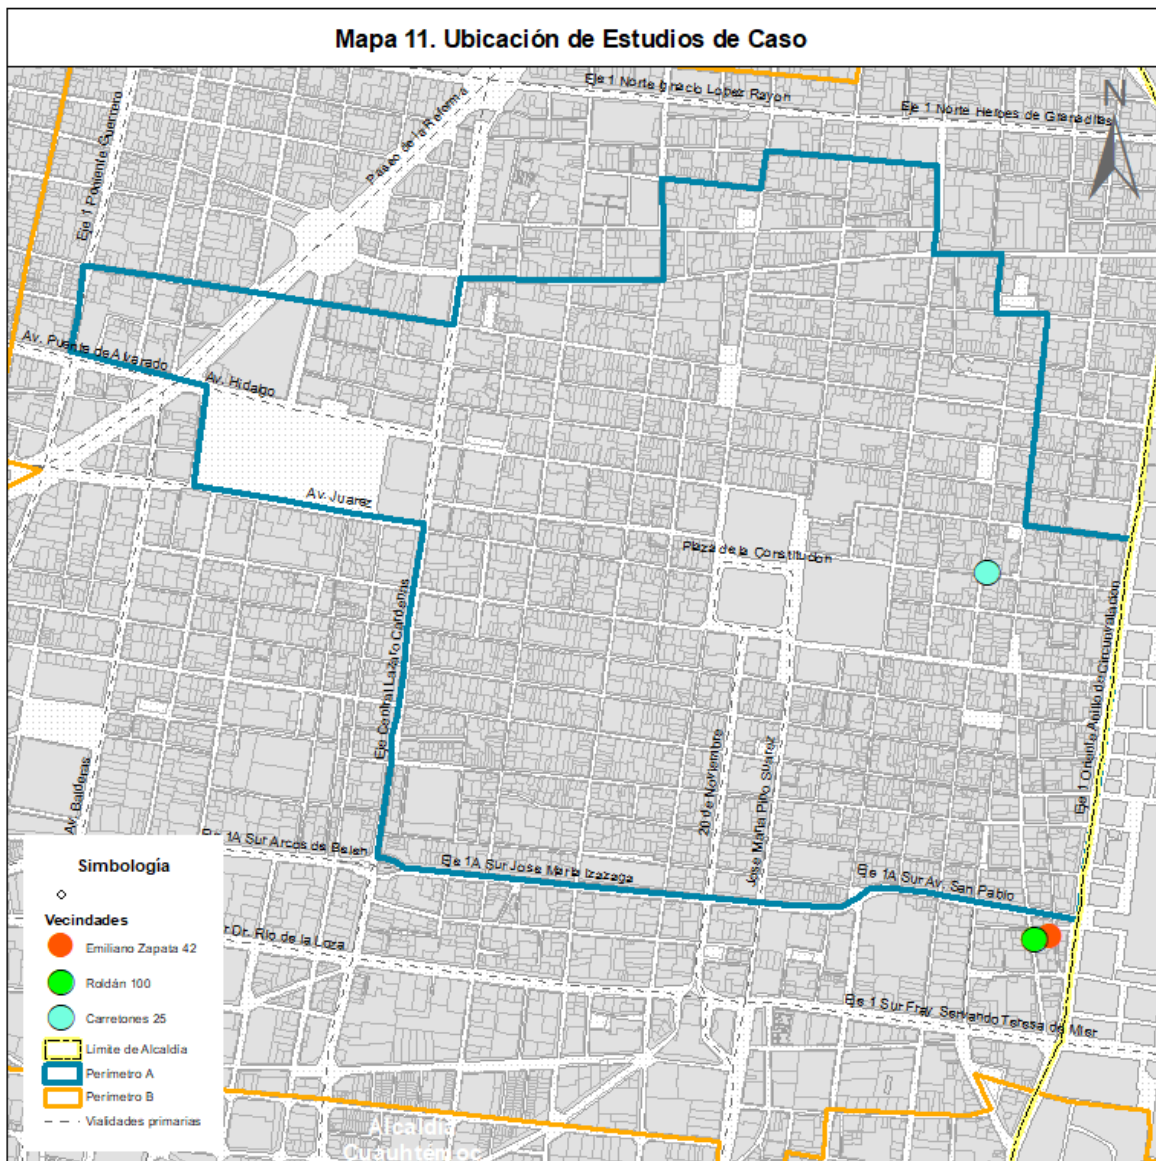 Mapa 11. Ubicación de Estudios de Caso
Eje 1 Norte Ignacio Lopez Rayon
Eje 1 Norte Heroes de Granaditas
N
Paseo de la Reforma
Eje 1 Poniente Guerrero
Av. Puente de Alvarado
Av. Hidalgo
Av. Juarez
Plaza de la Constitucion
Eje Central Lazaro Cardenas
Eje 1 Oriente Anillo de Circunvalación
20 de Noviembre
Jose Maria Pino Suarez
Av. Balderas
Eje 1A Sur Arcos de Belen
Eje 1A Sur Jose Maria Izazaga
Eje 1A Sur Av. San Pablo
r Dr. Rio de la Loza
Eje 1 Sur Fray Servando Teresa de Mier
Simbología
Vecindades
Emiliano Zapata 42
Roldán 100
Carretones 25
Límite de Alcaldía
Perímetro A
Perímetro B
Vialidades primarias
Alcaldía
Cuauhtémoc